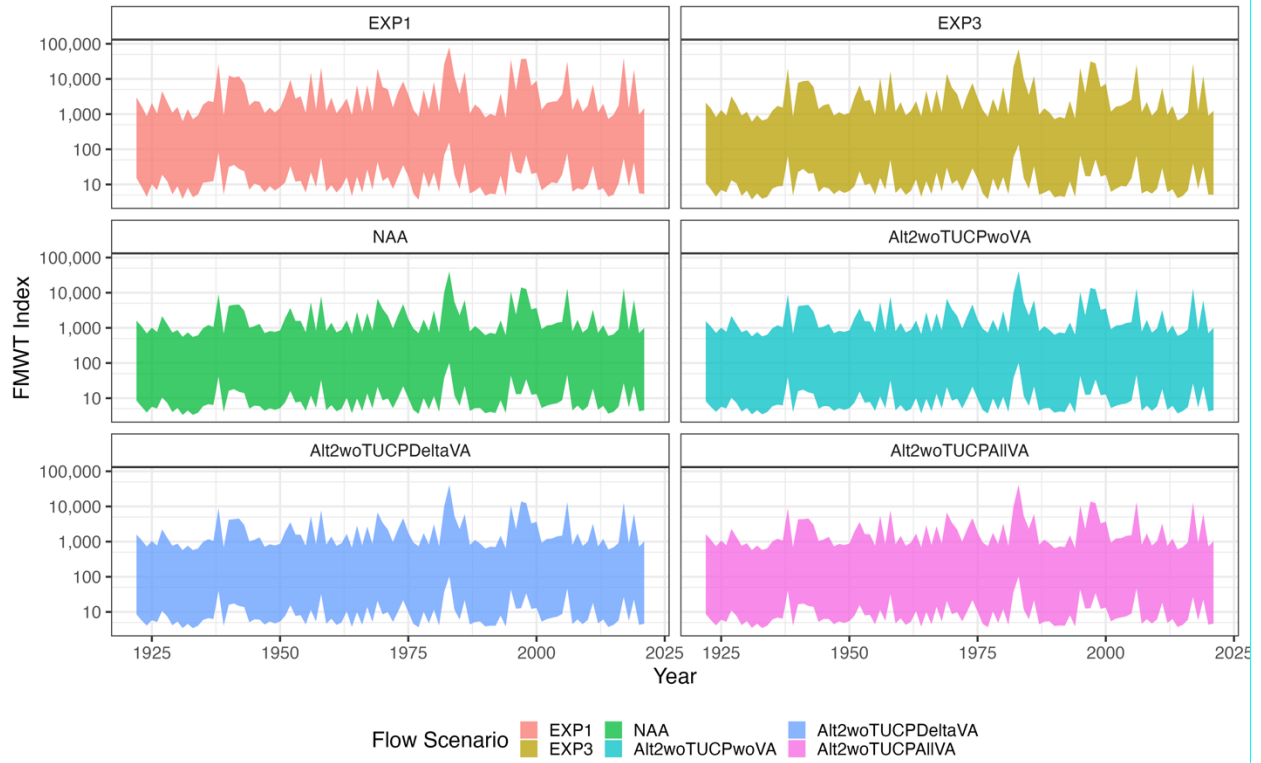 EXP1 EXP3
100,000
10,000
1,000
100
10
NAA Alt2woTUCPwoVA
100,000
10,000
1,000
100
10
FMWT Index
Alt2woTUCPDeltaVA Alt2woTUCPAllVA
100,000
10,000
1,000
100
10
1925 1950 1975 2000 2025 1925 1950 1975 2000 2025
Year
Flow Scenario
EXP1 NAA Alt2woTUCPDeltaVA
EXP3 Alt2woTUCPwoVA Alt2woTUCPAllVA